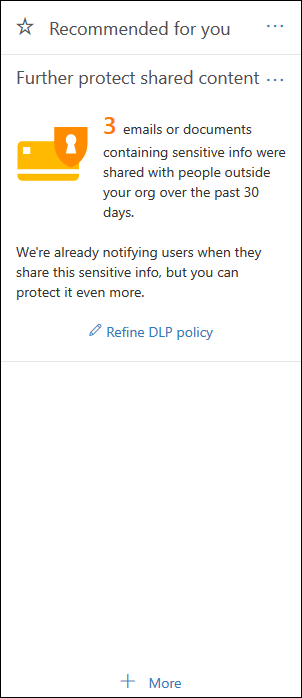 Recommended for you
Further protect shared content
3 emails or documents
containing sensitive info were
shared with people outside
your org over the past 30
days.
We're already notifying users when they
share this sensitive info, but you can
protect it even more.
Refine DLP policy
More